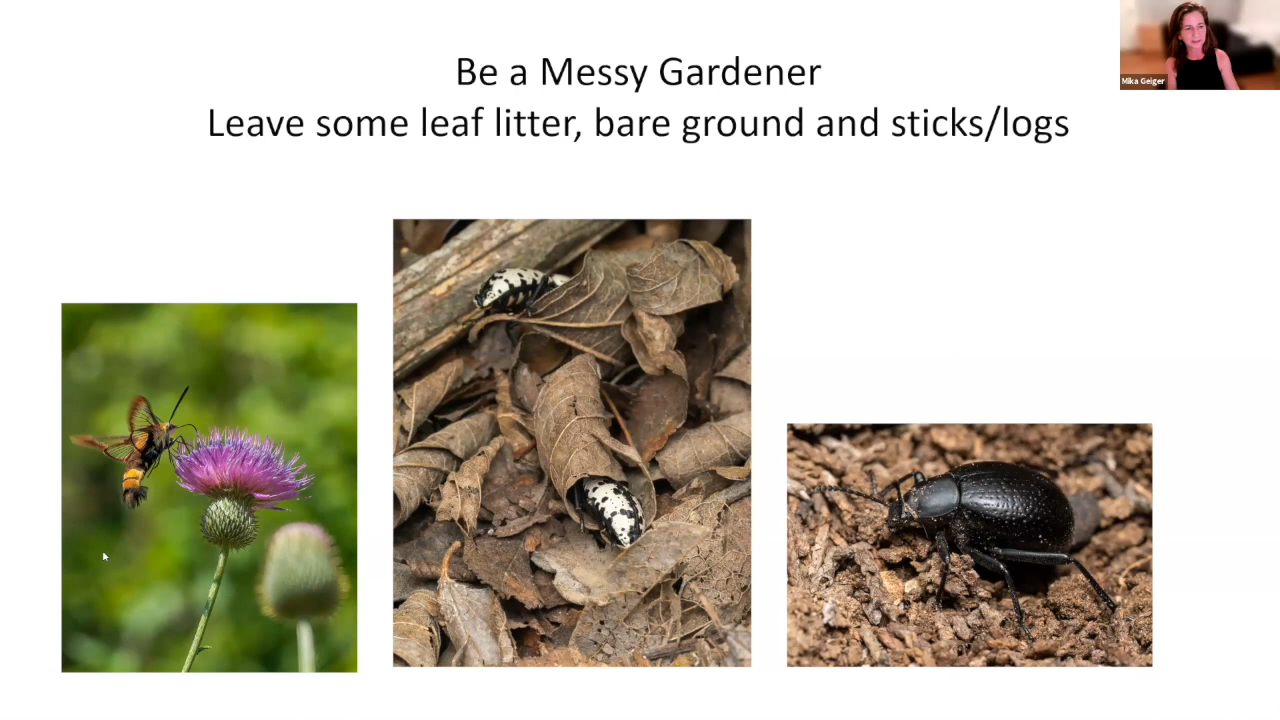 Be a Messy Gardener
Leave some leaf litter, bare ground and sticks/logs
Mika Geiger